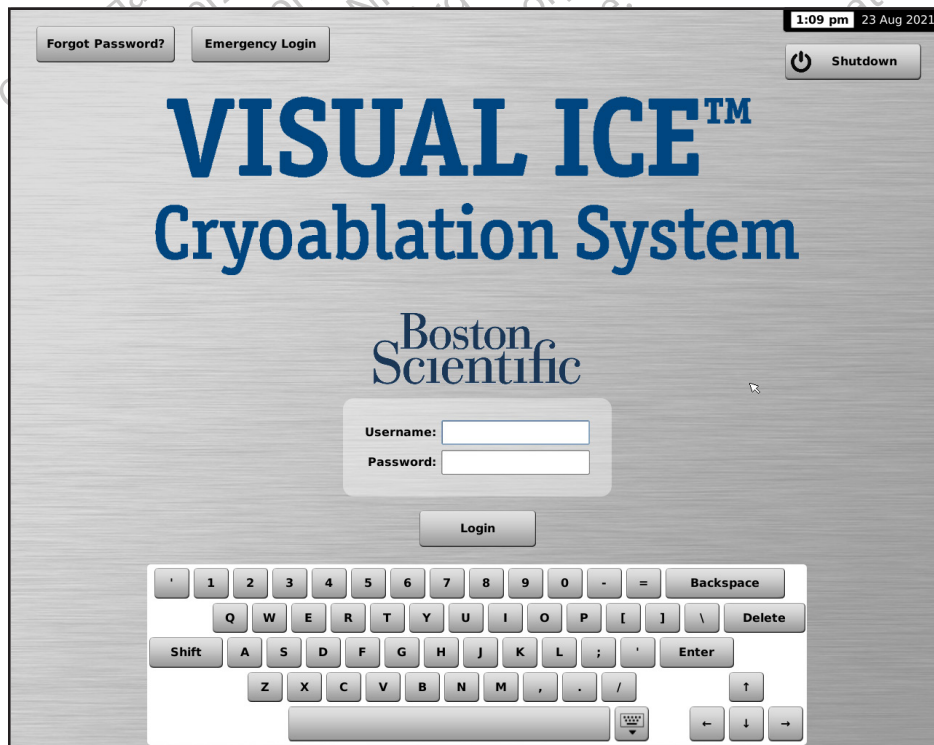 1:09 pm 23 Aug 2021
Forgot Password? Emergency Login
Shutdown
VISUAL ICE™
Cryoablation System
Boston
Scientific
Username:
Password:
Login
' 1 2 3 4 5 6 7 8 9 0 - = Backspace
Q W E R T Y U I O P [ ] \ Delete
Shift A S D F G H J K L ; ' Enter
Z X C V B N M , . / ↑
← ↓ →